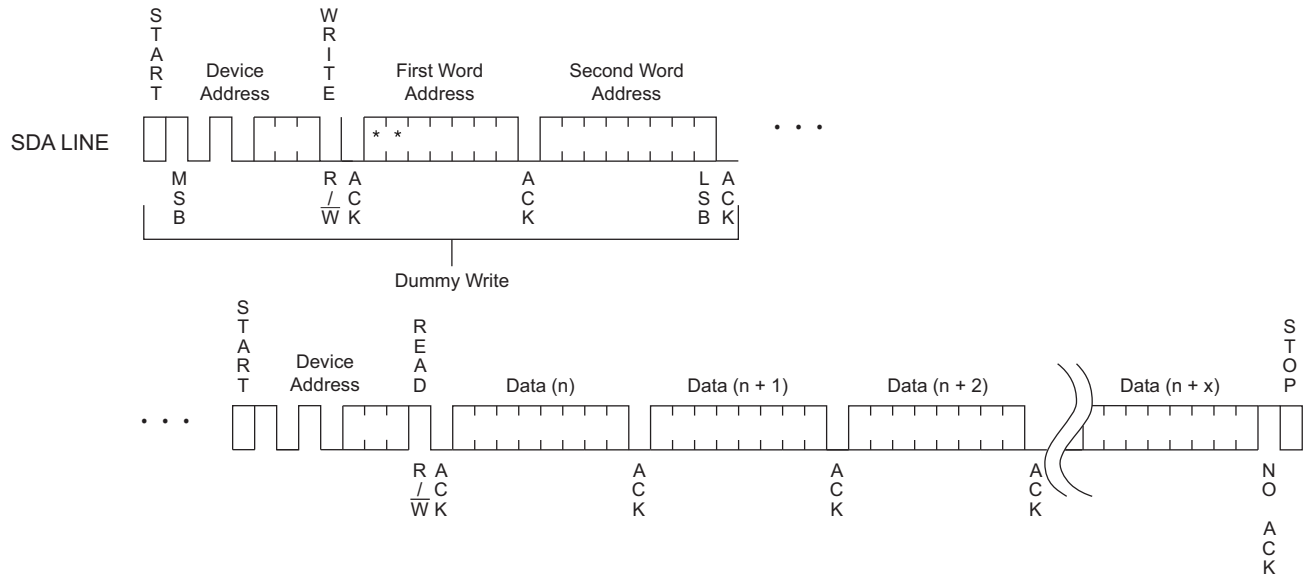 START
WRITE
Device
Address
First Word
Address
Second Word
Address
SDA LINE
* *
. . .
MSB
R/W
ACK
ACK
LSB
ACK
Dummy Write
START
READ
STOP
Device
Address
Data (n)
Data (n + 1)
Data (n + 2)
Data (n + x)
. . .
R/W
ACK
ACK
ACK
ACK
NO ACK